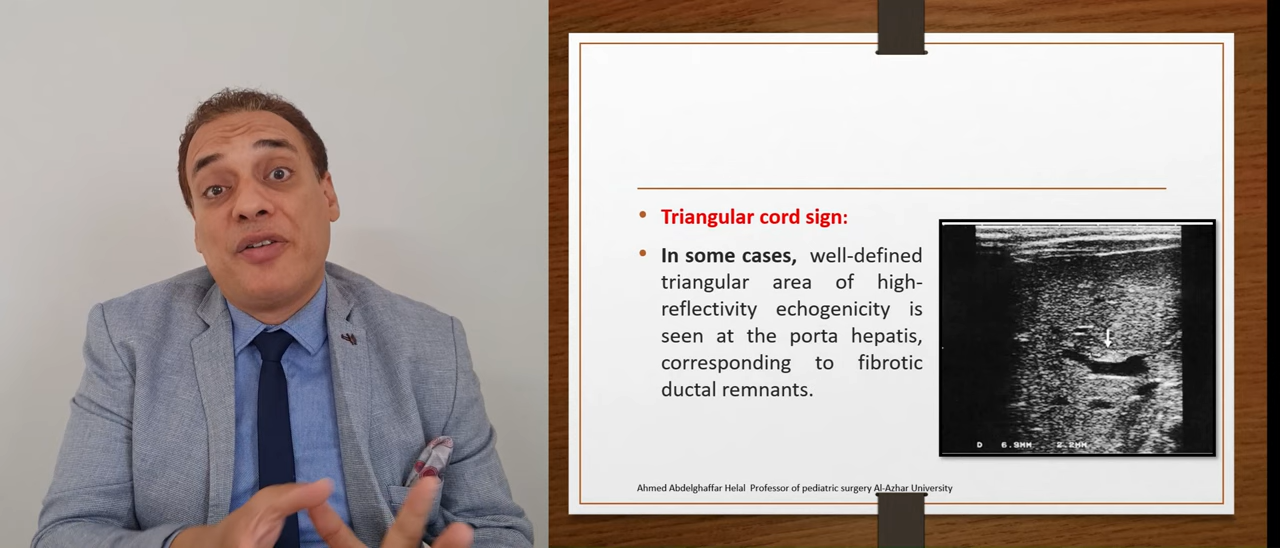 Triangular cord sign:
In some cases, well-defined
triangular area of high-
reflectivity echogenicity is
seen at the porta hepatis,
corresponding to fibrotic
ductal remnants.
D 6.9MM 2.2MM
Ahmed Abdelghaffar Helal Professor of pediatric surgery Al-Azhar University